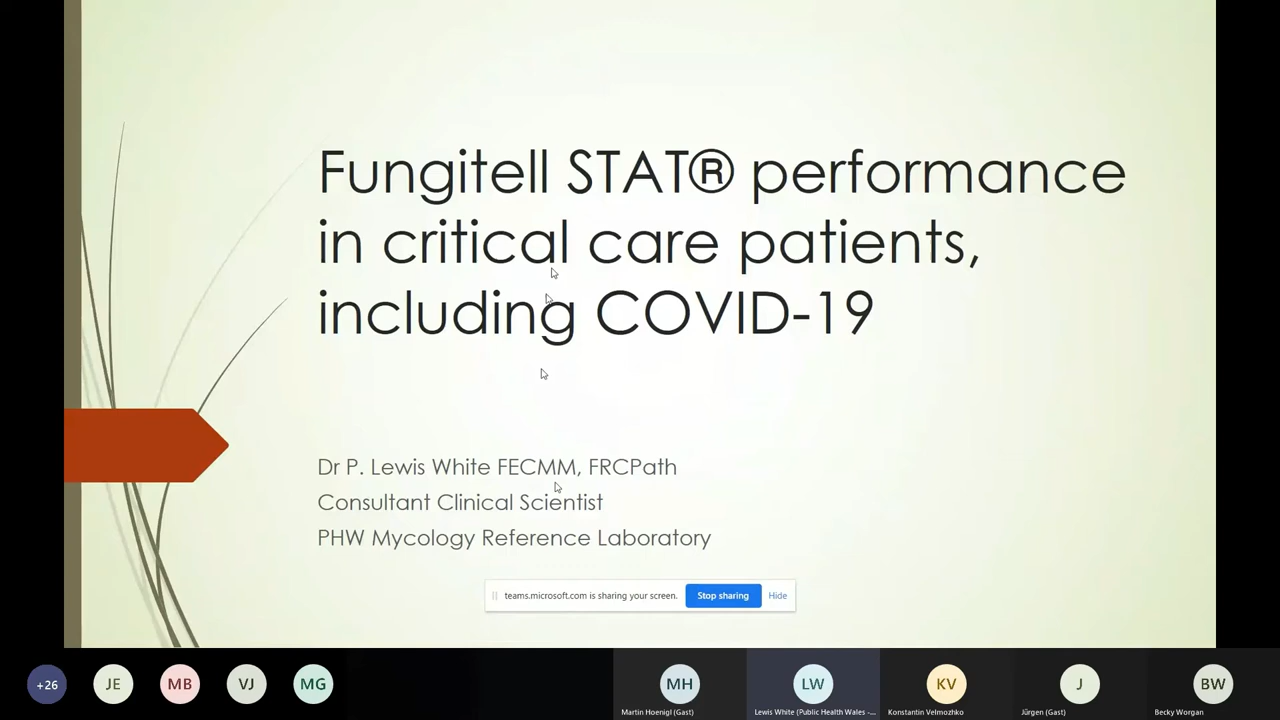 Fungitell STAT® performance
in critical care patients,
including COVID-19
Dr P. Lewis White FECMM, FRCPath
Consultant Clinical Scientist
PHW Mycology Reference Laboratory
teams.microsoft.com is sharing your screen. Stop sharing Hide
+26 JE MB VJ MG MH LW KV J BW
Martin Hoenigl (Gast) Lewis White (Public Health Wales -... Konstantin Velmozhko Jürgen (Gast) Becky Worgan